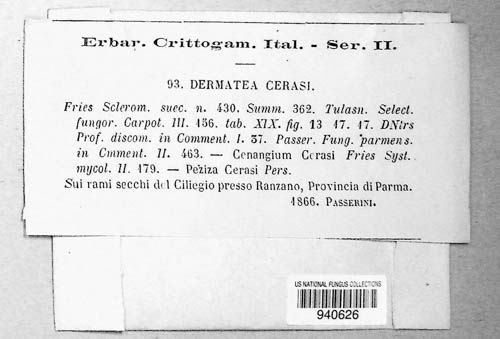 Erbar. Crittogam. Ital. - Ser. II.
93. DERMATEA CERASI.
Fries Sclerom. suec. n. 430. Summ. 362. Tulasn. Select.
fungor. Carpot. III. 156. tab. XIX. fig. 13 17. 17. DNtrs
Prof. discom. in Comment. I. 37. Passer. Fung. parmens.
in Cmment. II. 463. — Cenangium Cerasi Fries Syst.
mycol. II. 179. — Peziza Cerasi Pers.
Sui rami secchi del Ciliegio presso Ranzano, Provincia di Parma.
1866. PASSERINI.
US NATIONAL FUNGUS COLLECTIONS
940626